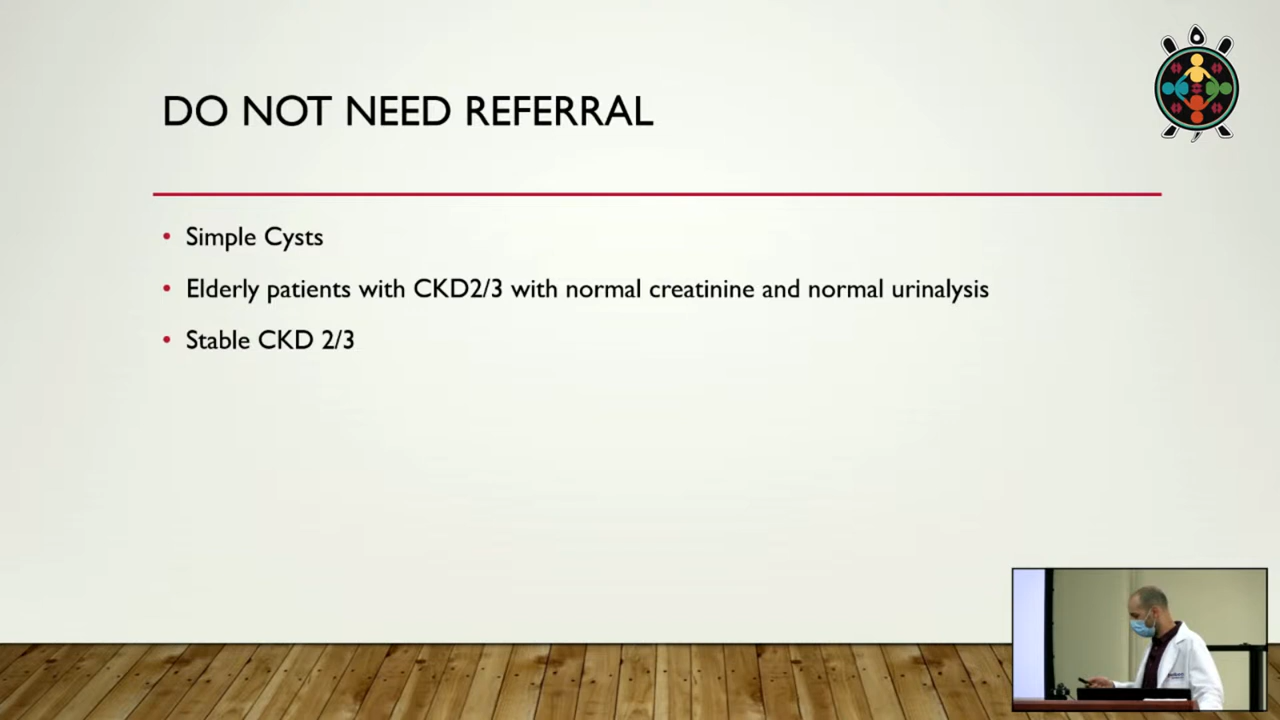 DO NOT NEED REFERRAL
• Simple Cysts
• Elderly patients with CKD2/3 with normal creatinine and normal urinalysis
• Stable CKD 2/3